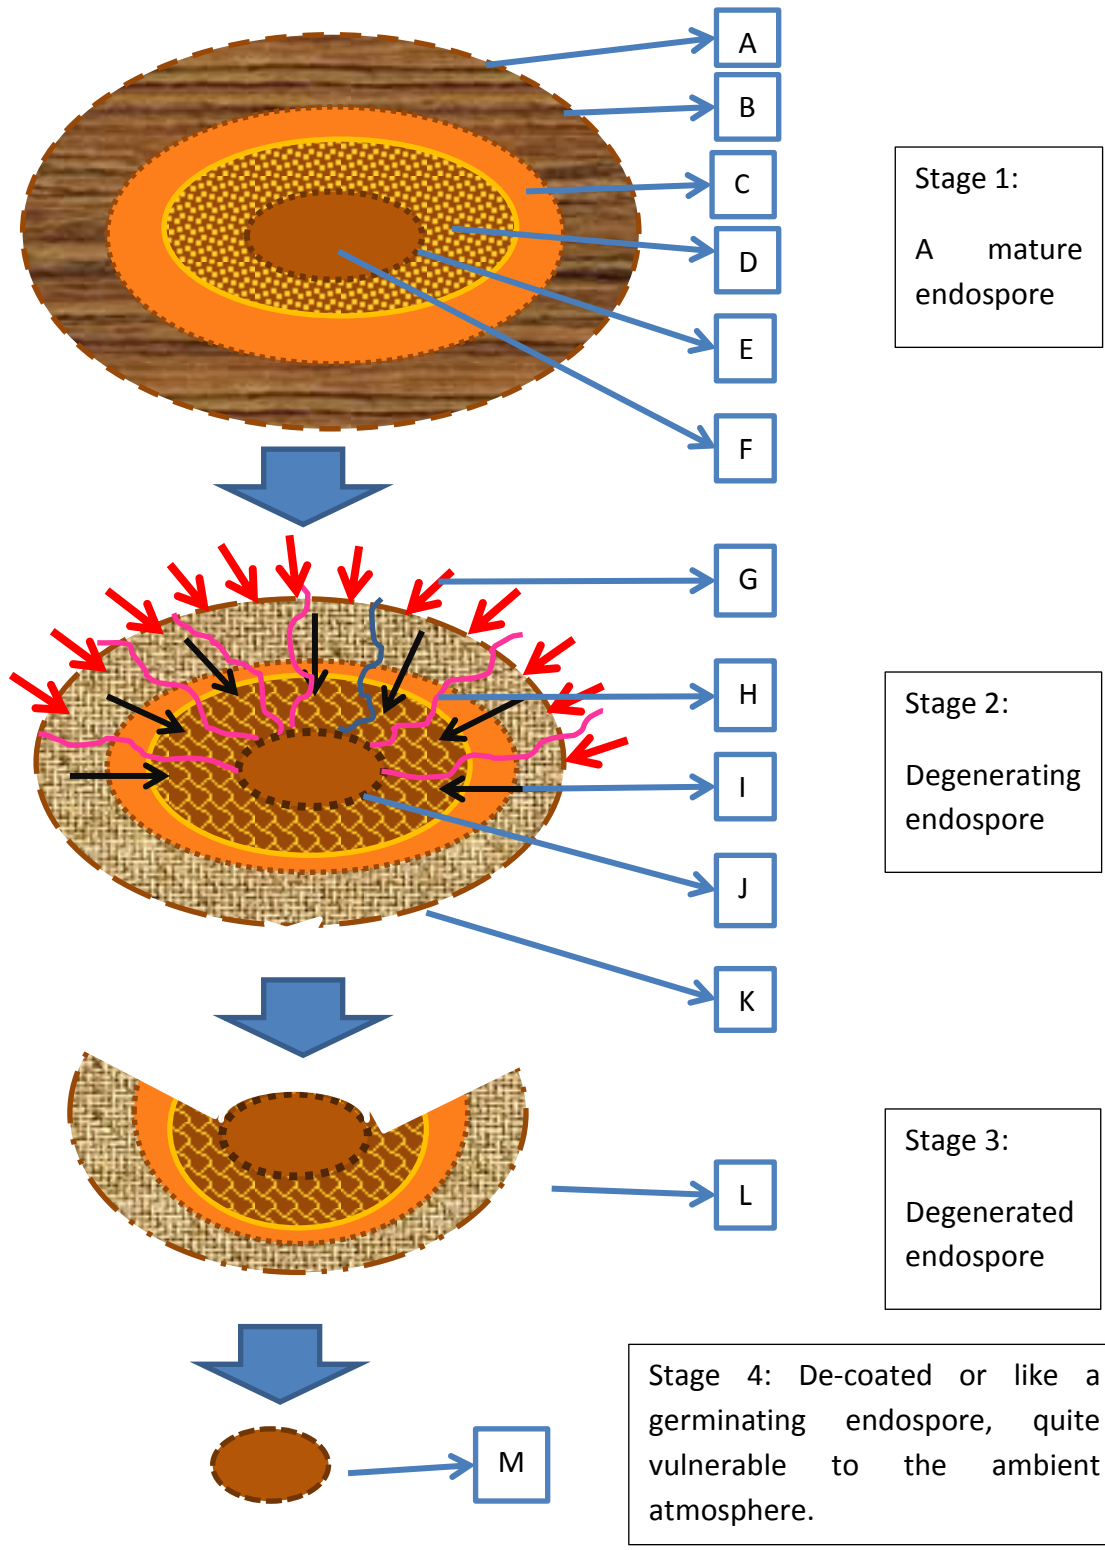 A
B
C
D
E
F
Stage 1:
A mature
endospore
G
H
I
J
K
Stage 2:
Degenerating
endospore
L
Stage 3:
Degenerated
endospore
M
Stage 4: De-coated or like a
germinating endospore, quite
vulnerable to the ambient
atmosphere.